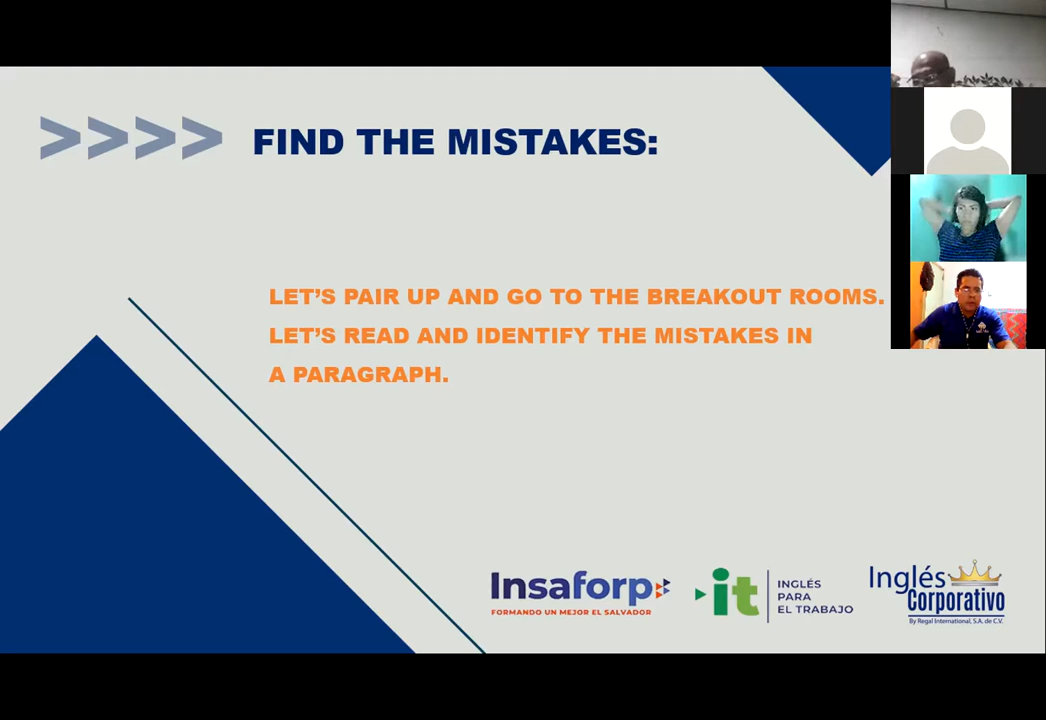 >>>> FIND THE MISTAKES:
LET'S PAIR UP AND GO TO THE BREAKOUT ROOMS.
LET'S READ AND IDENTIFY THE MISTAKES IN
A PARAGRAPH.
Insaforp
FORMANDO UN MEJOR EL SALVADOR
it
INGLÉS
PARA
EL TRABAJO
Inglés
Corporativo
By Regal International, S.A. de C.V.